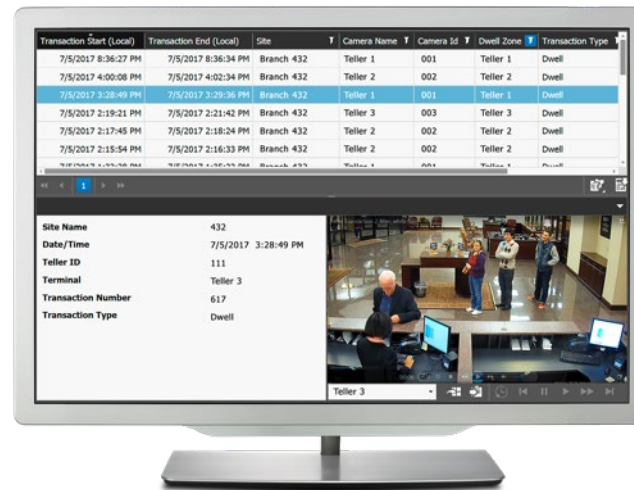 Transaction Start (Local) Transaction End (Local) Site Camera Name Camera Id Dwell Zone Transaction Type
7/5/2017 8:36:27 PM 7/5/2017 8:36:34 PM Branch 432 Teller 1 001 Teller 1 Dwell
7/5/2017 4:00:08 PM 7/5/2017 4:02:34 PM Branch 432 Teller 2 002 Teller 2 Dwell
7/5/2017 3:28:49 PM 7/5/2017 3:29:36 PM Branch 432 Teller 1 001 Teller 1 Dwell
7/5/2017 2:19:21 PM 7/5/2017 2:21:42 PM Branch 432 Teller 3 003 Teller 3 Dwell
7/5/2017 2:17:45 PM 7/5/2017 2:18:24 PM Branch 432 Teller 2 002 Teller 2 Dwell
7/5/2017 2:15:54 PM 7/5/2017 2:16:33 PM Branch 432 Teller 2 002 Teller 2 Dwell
1
Site Name 432
Date/Time 7/5/2017 3:28:49 PM
Teller ID 111
Terminal Teller 3
Transaction Number 617
Transaction Type Dwell
Teller 3